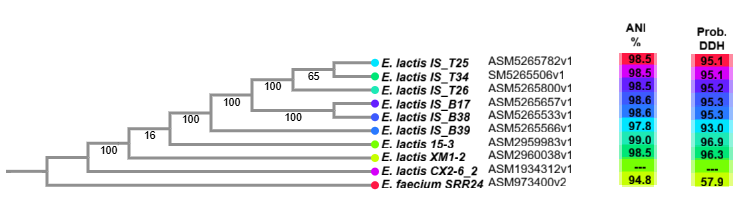 ANI
%
Prob.
DDH
E. lactis IS_T25 ASM5265782v1 98.5 95.1
65 E. lactis IS_T34 SM5265506v1 98.5 95.1
100 E. lactis IS_T26 ASM5265800v1 98.5 95.2
100 E. lactis IS_B17 ASM5265657v1 98.6 95.3
100 100 E. lactis IS_B38 ASM5265533v1 98.6 95.3
16 E. lactis IS_B39 ASM5265566v1 97.8 93.0
E. lactis 15-3 ASM2959983v1 99.0 96.9
100 E. lactis XM1-2 ASM2960038v1 98.5 96.3
E. lactis CX2-6_2 ASM1934312v1 --- ---
E. faecium SRR24 ASM973400v2 94.8 57.9